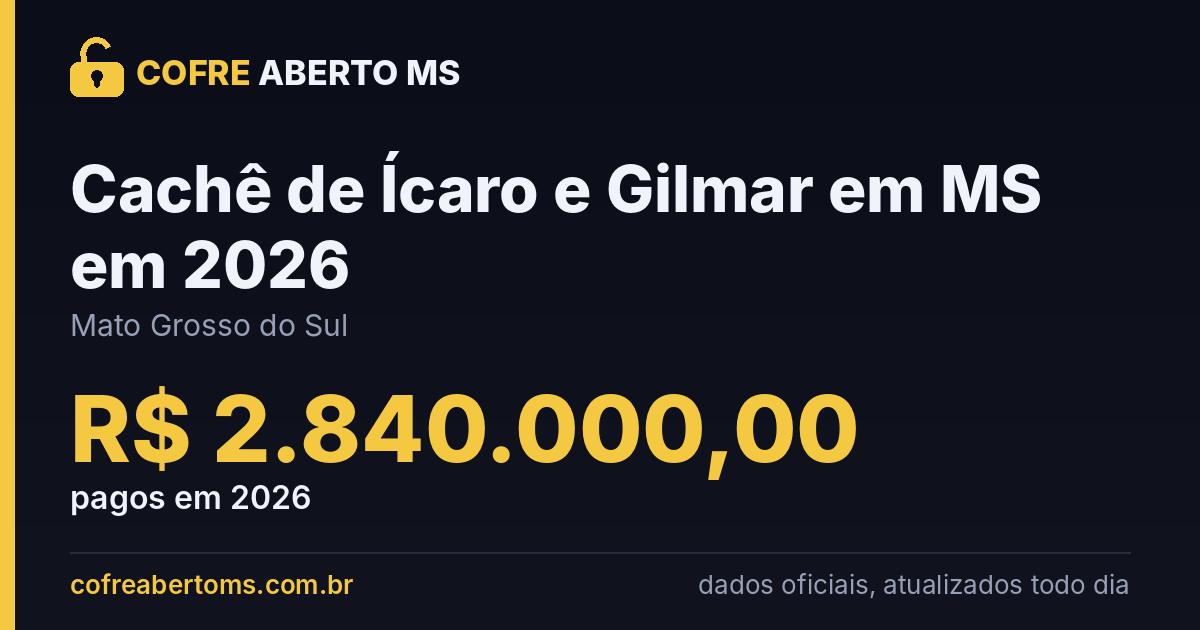 COFRE ABERTO MS
Cachê de Ícaro e Gilmar em MS
em 2026
Mato Grosso do Sul
R$ 2.840.000,00
pagos em 2026
cofreabertoms.com.br
dados oficiais, atualizados todo dia